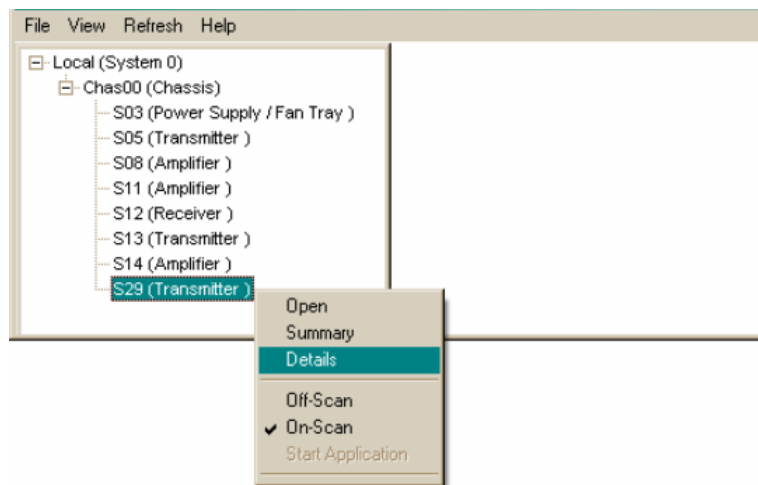 File View Refresh Help
Local (System 0)
Chas00 (Chassis)
S03 (Power Supply / Fan Tray )
S05 (Transmitter )
S08 (Amplifier )
S11 (Amplifier )
S12 (Receiver )
S13 (Transmitter )
S14 (Amplifier )
S29 (Transmitter )
Open
Summary
Details
Off-Scan
On-Scan
Start Application